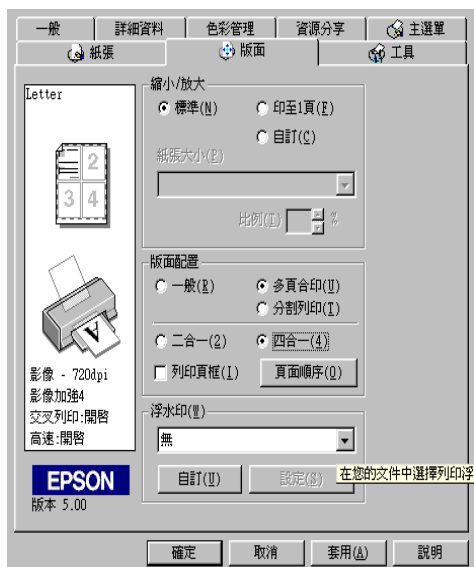 一般 詳細資料 色彩管理 資源分享 主選單
紙張 版面 工具
Letter
2
3 4
影像 - 720dpi
影像加強4
交叉列印:開啓
高速:開啓
EPSON
版本 5.00
縮小/放大
標準(N) 印至1頁(F)
自訂(C)
紙張大小(P)
比例(T) %
版面配置
一般(R) 多頁合印(U)
分割列印(I)
二合一(2) 四合一(4)
列印頁框(I) 頁面順序(O)
浮水印(W)
無
自訂(U) 設定(S)
在您的文件中選擇列印浮
確定 取消 套用(A) 說明